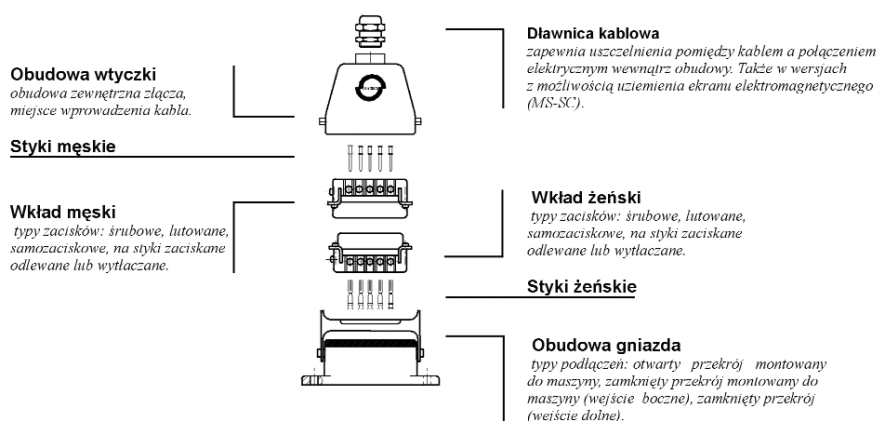 Dławnica kablowa
zapewnia uszczelnienia pomiędzy kablem a połączeniem
elektrycznym wewnątrz obudowy. Także w wersjach
z możliwością uziemienia ekranu elektromagnetycznego
(MS-SC).
Obudowa wtyczki
obudowa zewnętrzna złącza,
miejsce wprowadzenia kabla.
Styki męskie
Wkład męski
typy zacisków: śrubowe, lutowane,
samozaciskowe, na styki zaciskane
odlewane lub wytłaczane.
Wkład żeński
typy zacisków: śrubowe, lutowane,
samozaciskowe, na styki zaciskane
odlewane lub wytłaczane.
Styki żeńskie
Obudowa gniazda
typy podłączeń: otwarty przekrój montowany
do maszyny, zamknięty przekrój montowany do
maszyny (wejście boczne), zamknięty przekrój
(wejście dolne).